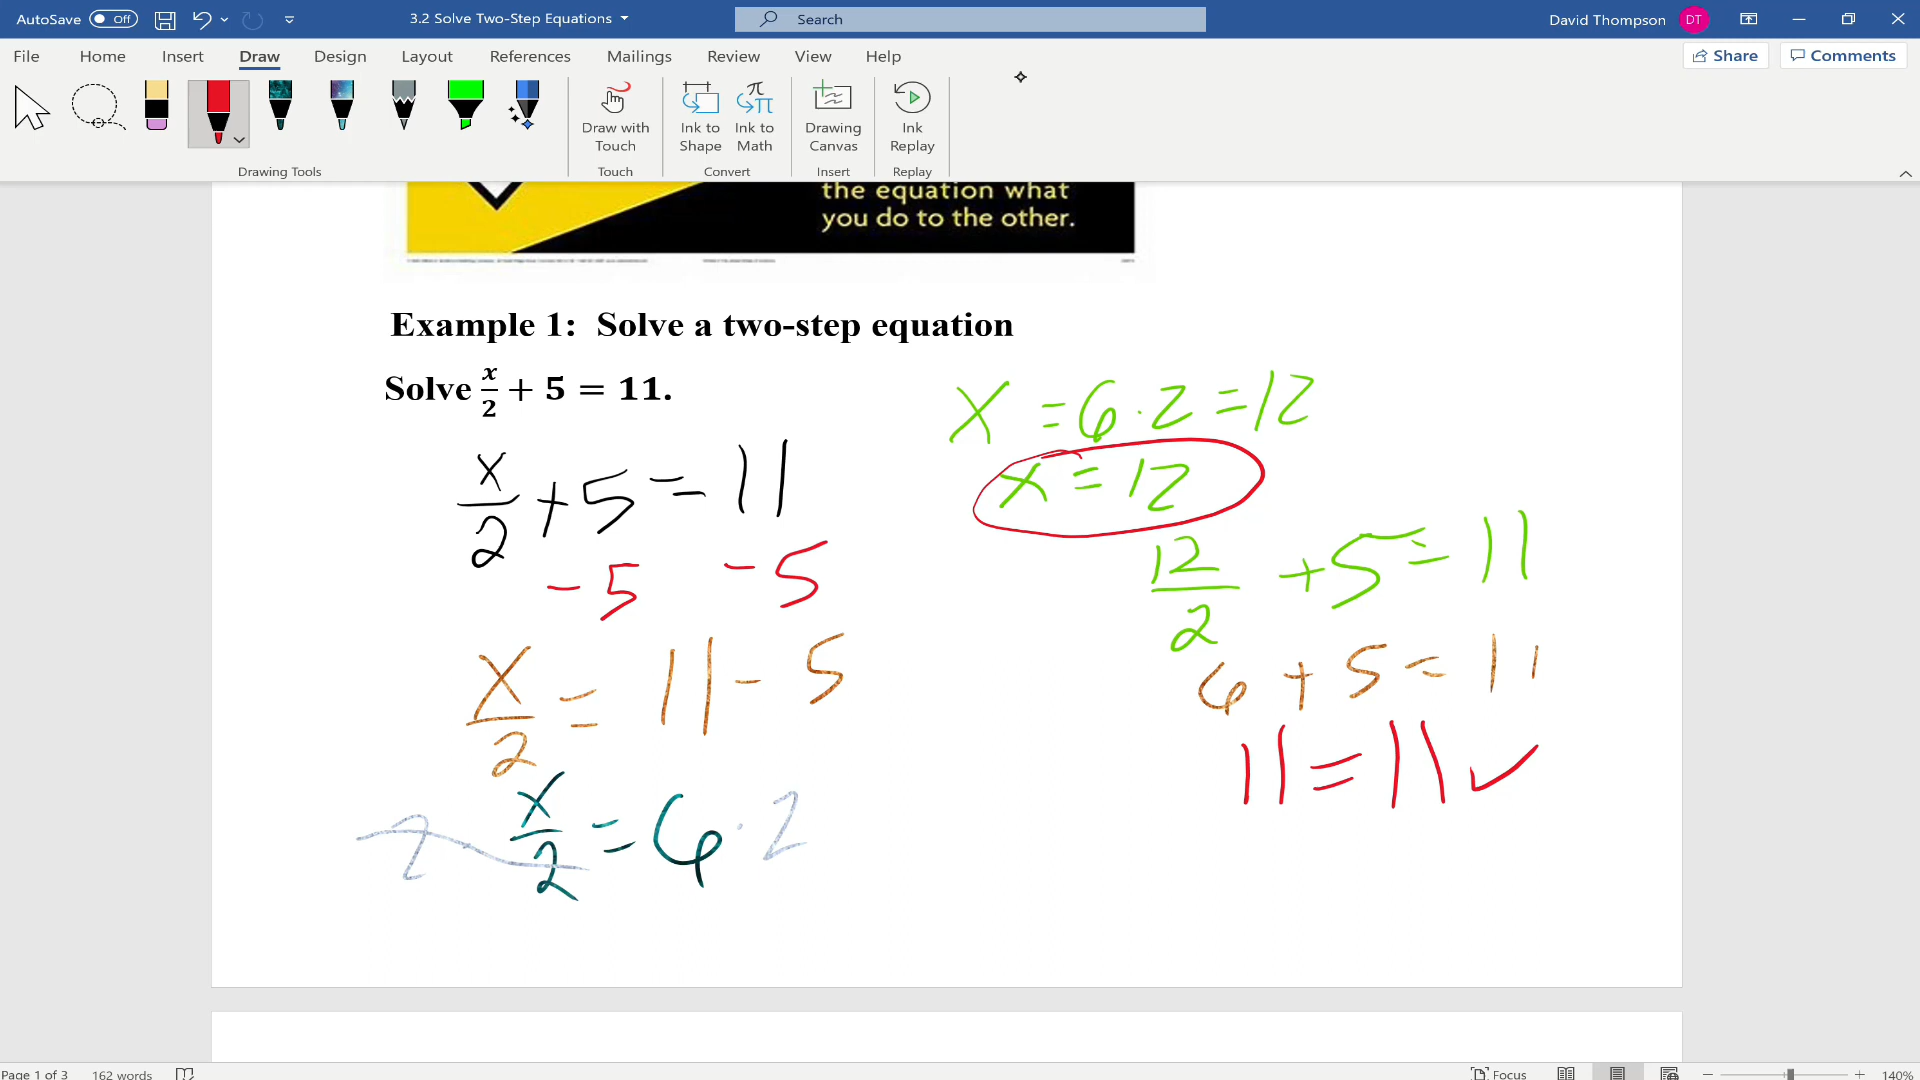 AutoSave Off 3.2 Solve Two-Step Equations Search David Thompson DT
File Home Insert Draw Design Layout References Mailings Review View Help Share Comments
Draw with Touch Ink to Shape Ink to Math Drawing Canvas Ink Replay
Drawing Tools Touch Convert Insert Replay
the equation what
you do to the other.
Example 1: Solve a two-step equation
Solve x/2 + 5 = 11.
x/2 + 5 = 11
- 5 - 5
x/2 = 11 - 5
2 x/2 = 6 · 2
x = 6 · 2 = 12
x = 12
12/2 + 5 = 11
6 + 5 = 11
11 = 11 ✓
Page 1 of 3 162 words Focus 140%